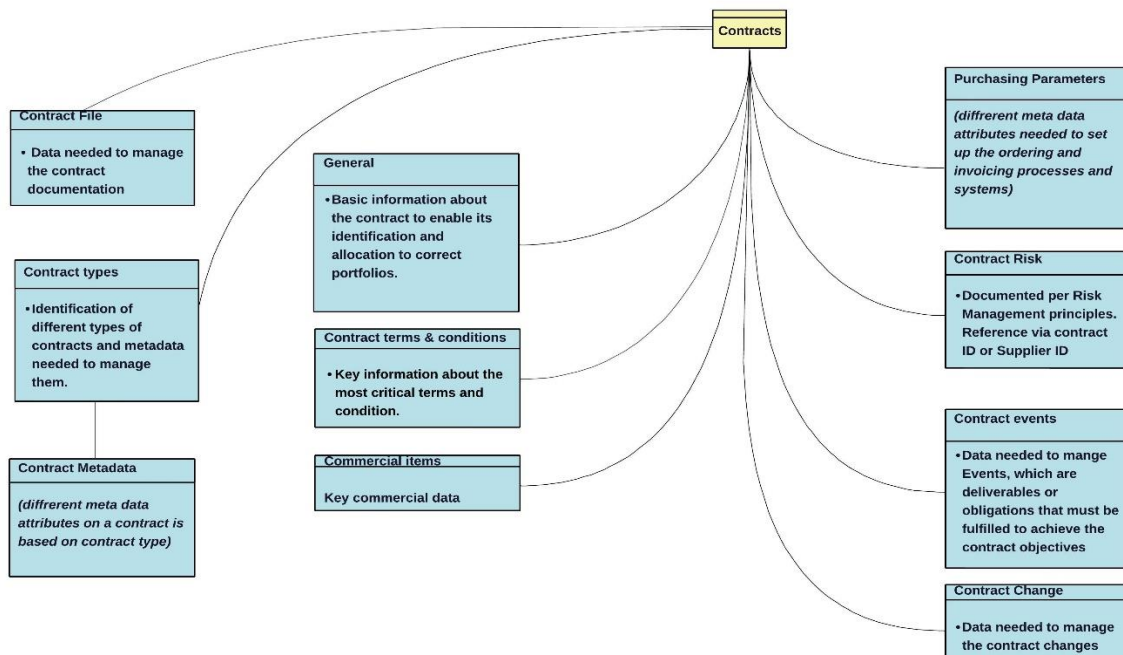 Contracts
Contract File
• Data needed to manage
the contract
documentation
Contract types
•Identification of
different types of
contracts and metadata
needed to manage
them.
Contract Metadata
(diffrerent meta data
attributes on a contract is
based on contract type)
General
•Basic information about
the contract to enable its
identification and
allocation to correct
portfolios.
Contract terms & conditions
• Key information about the
most critical terms and
condition.
Commercial items
Key commercial data
Purchasing Parameters
(diffrerent meta data
attributes needed to set
up the ordering and
invoicing processes and
systems)
Contract Risk
•Documented per Risk
Management principles.
Reference via contract
ID or Supplier ID
Contract events
•Data needed to mange
Events, which are
deliverables or
obligations that must be
fulfilled to achieve the
contract objectives
Contract Change
•Data needed to manage
the contract changes